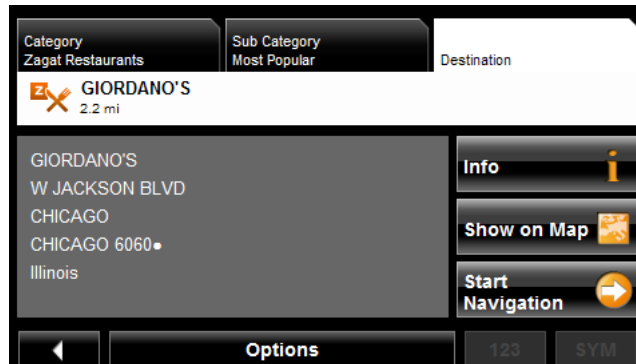 Category
Zagat Restaurants
Sub Category
Most Popular
Destination
Z
GIORDANO'S
2.2 mi
GIORDANO'S
W JACKSON BLVD
CHICAGO
CHICAGO 6060●
Illinois
Info
i
Show on Map
Start
Navigation
Options
123
SYM